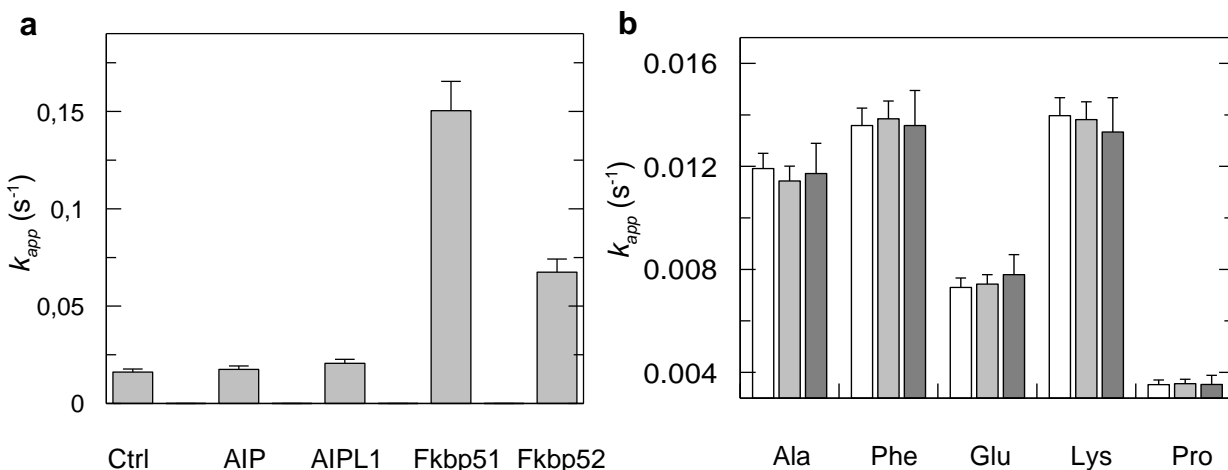 a
k_app (s⁻¹)
0,15
0,1
0,05
0
Ctrl AIP AIPL1 Fkbp51 Fkbp52
b
k_app (s⁻¹)
0.016
0.012
0.008
0.004
Ala Phe Glu Lys Pro